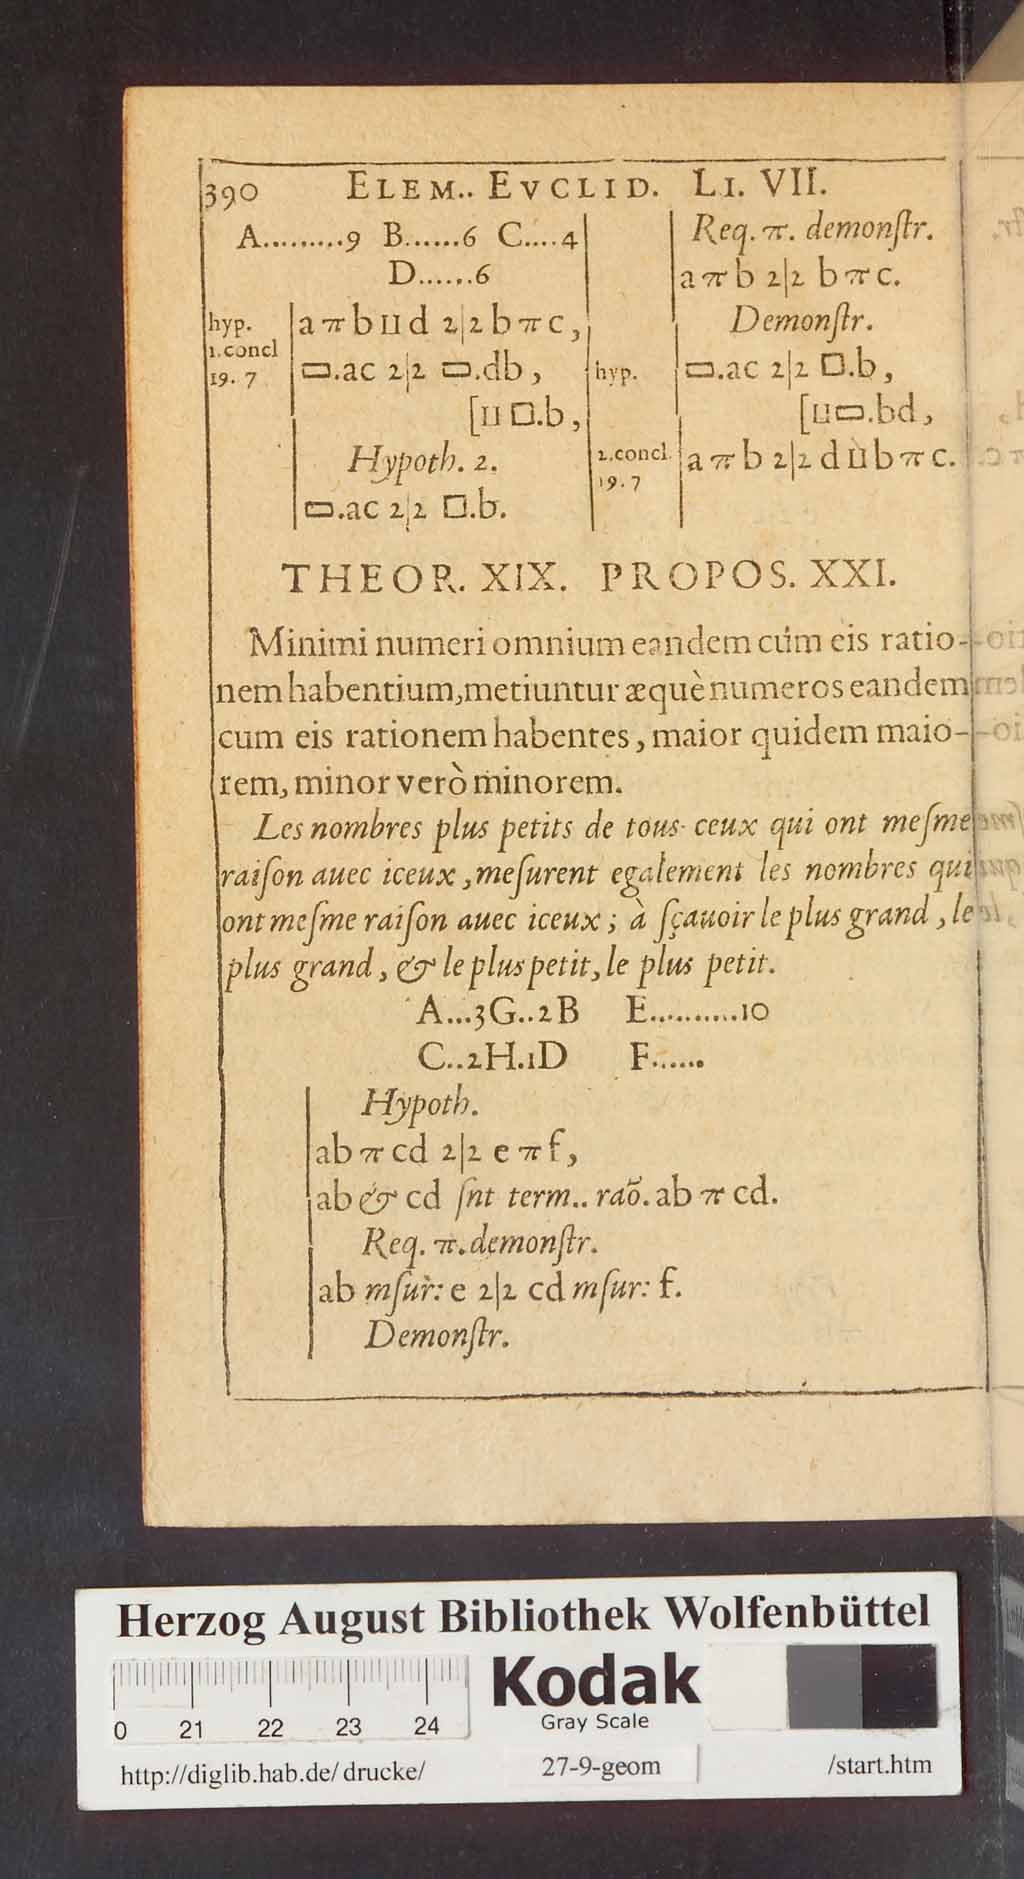 390 ELEM.. EVCLID. LI. VII.
A.........9 B......6 C....4
D......6
hyp. | a π b ⊔ d 2|2 b π c,
1.concl
19. 7 | ▭.ac 2|2 ▭.db,
[⊔ □.b,
Hypoth. 2.
▭.ac 2|2 □.b.
Req. π. demonſtr.
a π b 2|2 b π c.
Demonſtr.
hyp. | ▭.ac 2|2 □.b,
[⊔ ▭.bd,
2.concl. | a π b 2|2 d ⊔ b π c.
19. 7
THEOR. XIX. PROPOS. XXI.
Minimi numeri omnium eandem cúm eis ratio-
nem habentium, metiuntur æquè numeros eandem
cum eis rationem habentes, maior quidem maio-
rem, minor verò minorem.
Les nombres plus petits de tous ceux qui ont meſme
raiſon auec iceux, meſurent egalement les nombres qui
ont meſme raiſon auec iceux; à ſçauoir le plus grand, le
plus grand, & le plus petit, le plus petit.
A...3G..2B E..........10
C..2H.1D F......
Hypoth.
ab π cd 2|2 e π f,
ab & cd ſnt term.. raõ. ab π cd.
Req. π. demonſtr.
ab mſur: e 2|2 cd mſur: f.
Demonſtr.
Herzog August Bibliothek Wolfenbüttel
0 21 22 23 24
Kodak
Gray Scale
http://diglib.hab.de/drucke/ 27-9-geom /start.htm